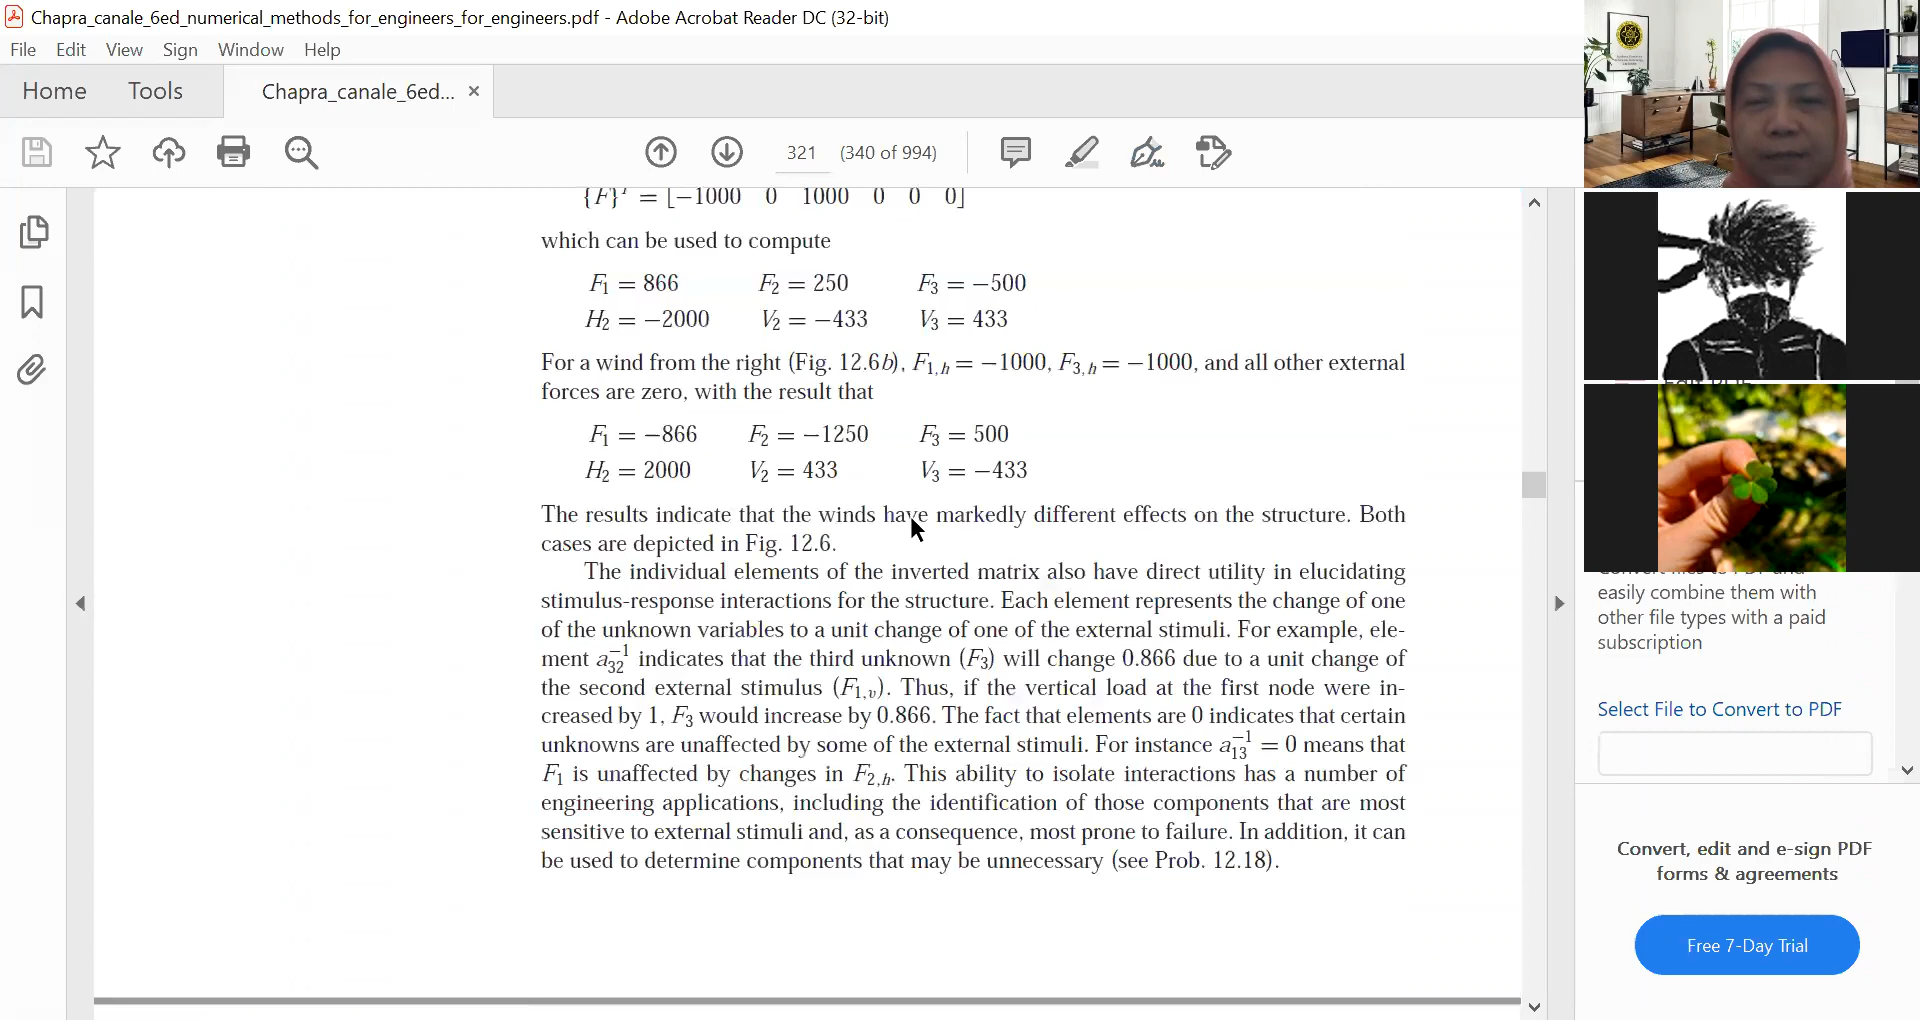 Chapra_canale_6ed_numerical_methods_for_engineers_for_engineers.pdf - Adobe Acrobat Reader DC (32-bit)
File Edit View Sign Window Help
Home Tools Chapra_canale_6ed... ×
321 (340 of 994)
{F}ᵀ = [−1000 0 1000 0 0 0]
which can be used to compute
F₁ = 866 F₂ = 250 F₃ = −500
H₂ = −2000 V₂ = −433 V₃ = 433
For a wind from the right (Fig. 12.6b), F₁,ₕ = −1000, F₃,ₕ = −1000, and all other external
forces are zero, with the result that
F₁ = −866 F₂ = −1250 F₃ = 500
H₂ = 2000 V₂ = 433 V₃ = −433
The results indicate that the winds have markedly different effects on the structure. Both
cases are depicted in Fig. 12.6.
The individual elements of the inverted matrix also have direct utility in elucidating
stimulus-response interactions for the structure. Each element represents the change of one
of the unknown variables to a unit change of one of the external stimuli. For example, ele-
ment a₃₂⁻¹ indicates that the third unknown (F₃) will change 0.866 due to a unit change of
the second external stimulus (F₁,ᵥ). Thus, if the vertical load at the first node were in-
creased by 1, F₃ would increase by 0.866. The fact that elements are 0 indicates that certain
unknowns are unaffected by some of the external stimuli. For instance a₁₃⁻¹ = 0 means that
F₁ is unaffected by changes in F₂,ₕ. This ability to isolate interactions has a number of
engineering applications, including the identification of those components that are most
sensitive to external stimuli and, as a consequence, most prone to failure. In addition, it can
be used to determine components that may be unnecessary (see Prob. 12.18).
easily combine them with
other file types with a paid
subscription
Select File to Convert to PDF
Convert, edit and e-sign PDF
forms & agreements
Free 7-Day Trial